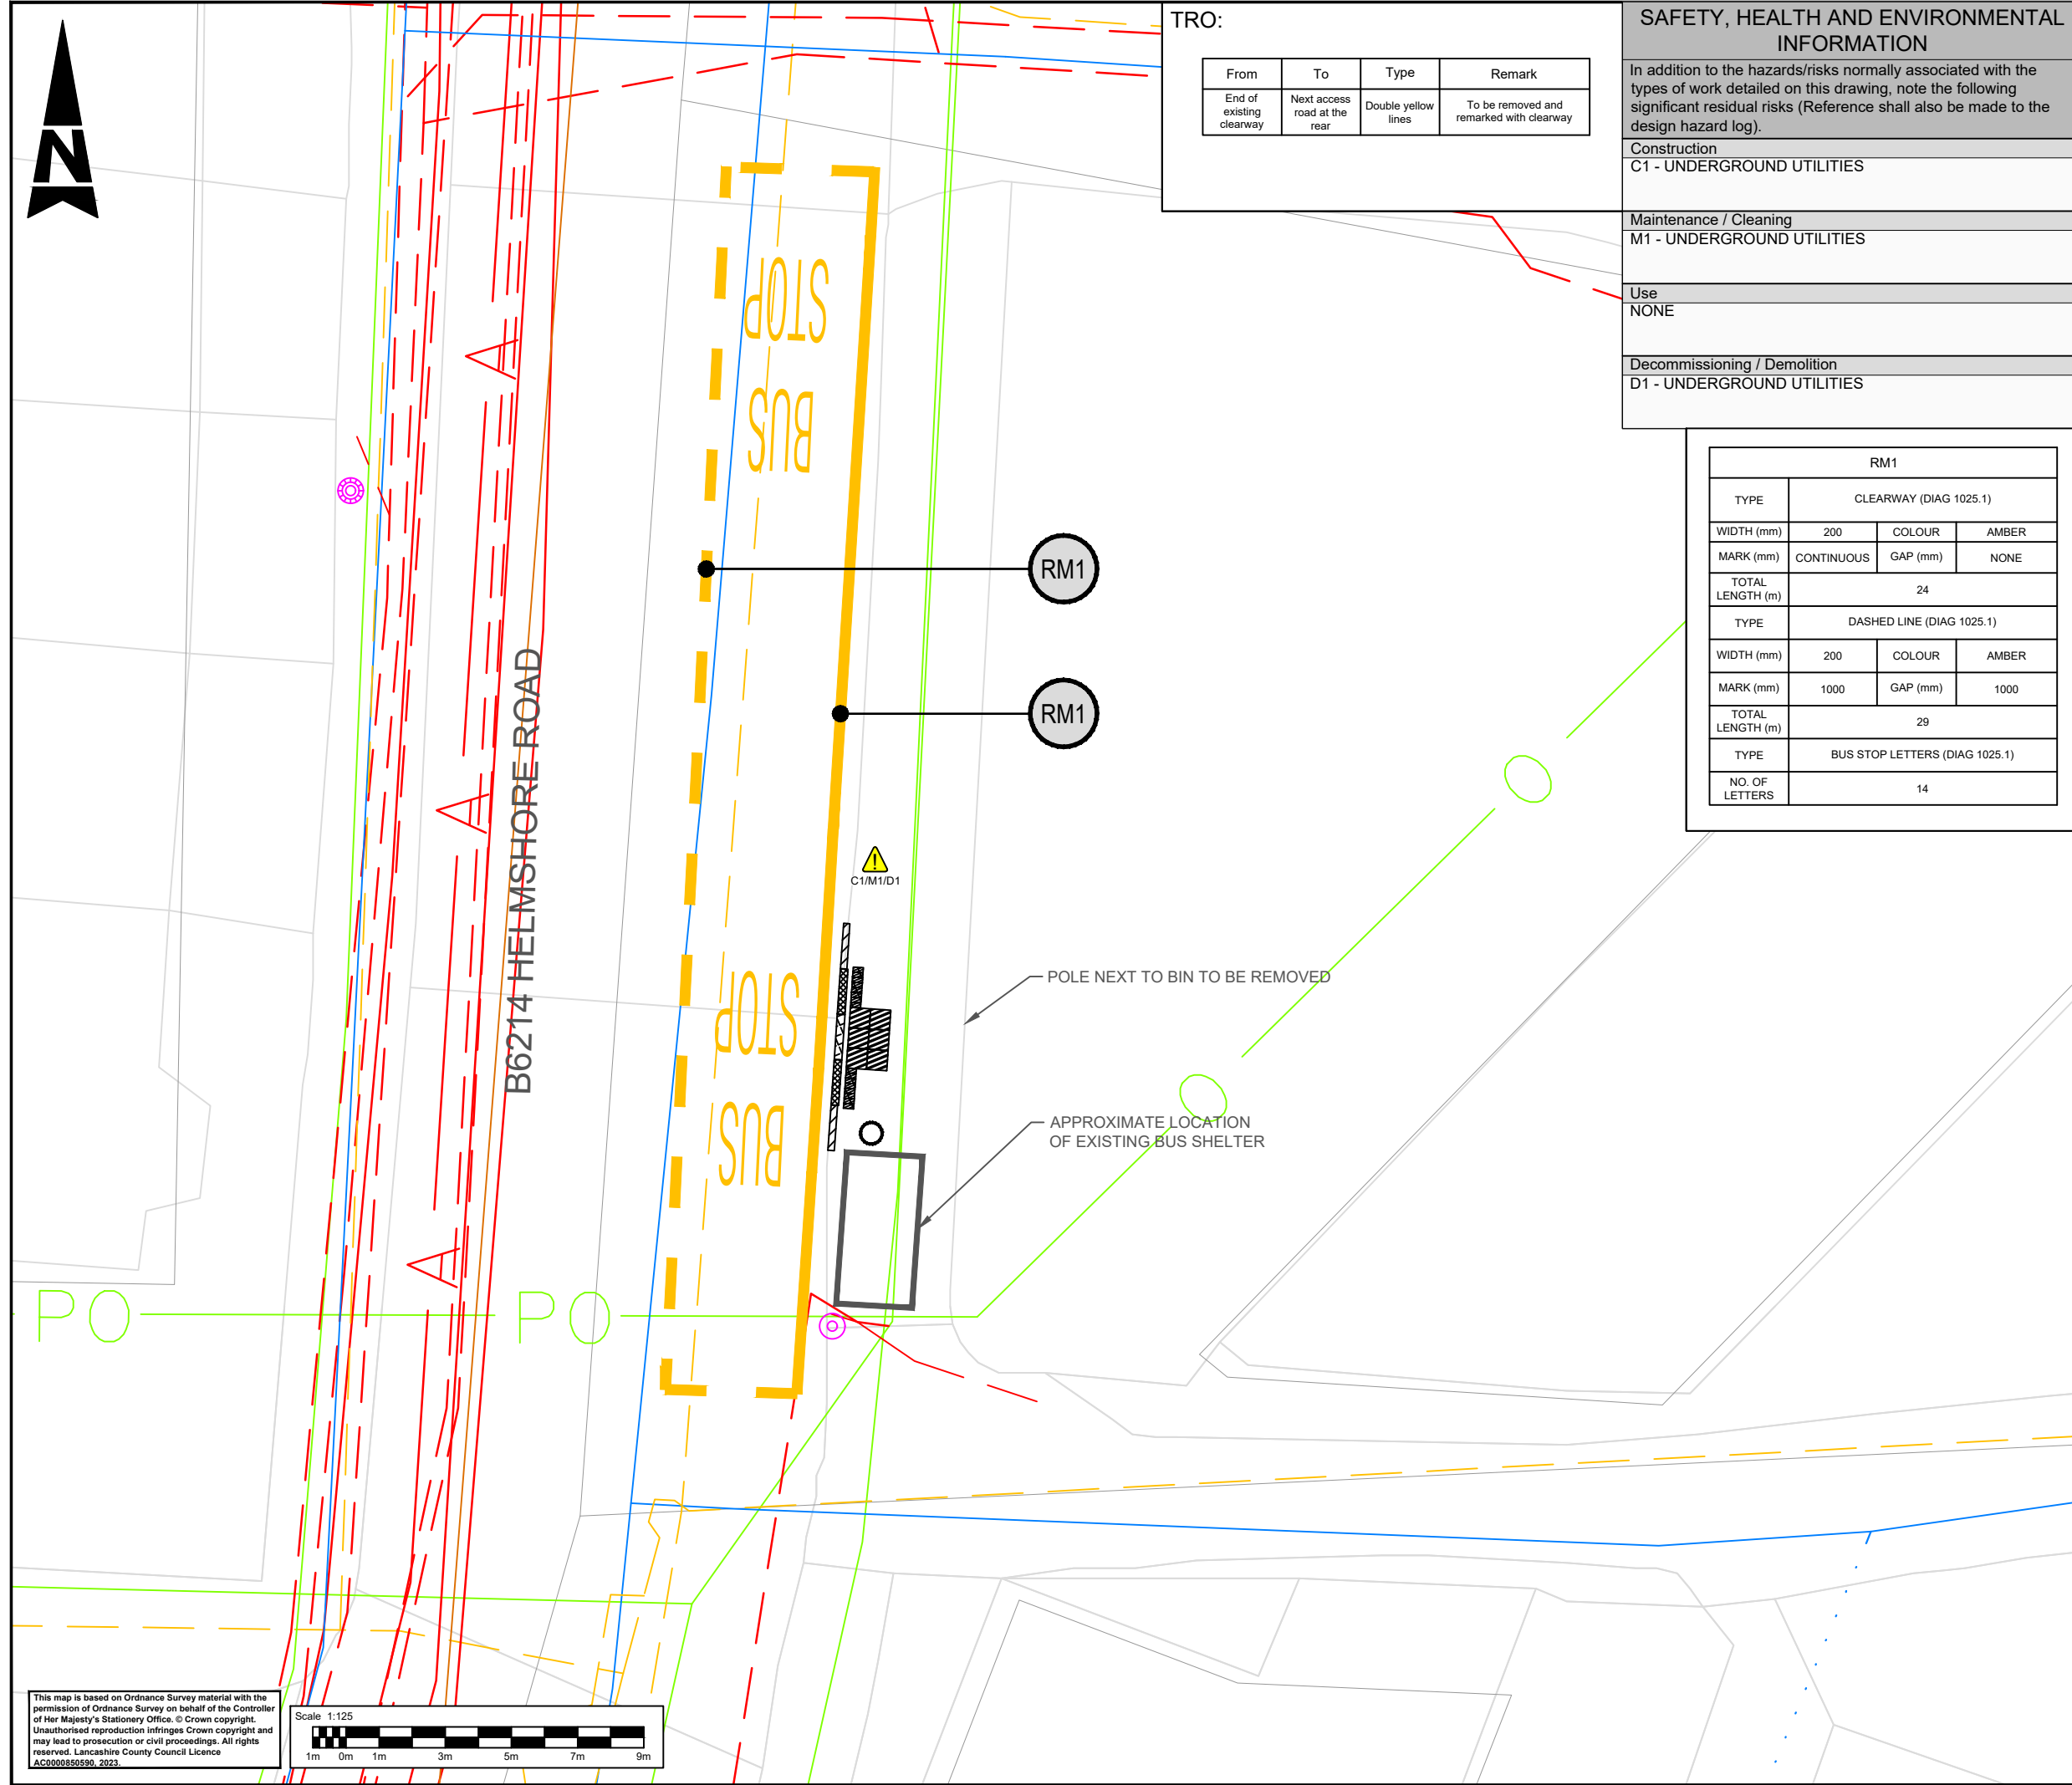 N
TRO:
From To Type Remark
End of existing clearway Next access road at the rear Double yellow lines To be removed and remarked with clearway
SAFETY, HEALTH AND ENVIRONMENTAL
INFORMATION
In addition to the hazards/risks normally associated with the
types of work detailed on this drawing, note the following
significant residual risks (Reference shall also be made to the
design hazard log).
Construction
C1 - UNDERGROUND UTILITIES
Maintenance / Cleaning
M1 - UNDERGROUND UTILITIES
Use
NONE
Decommissioning / Demolition
D1 - UNDERGROUND UTILITIES
RM1
TYPE CLEARWAY (DIAG 1025.1)
WIDTH (mm) 200 COLOUR AMBER
MARK (mm) CONTINUOUS GAP (mm) NONE
TOTAL
LENGTH (m) 24
TYPE DASHED LINE (DIAG 1025.1)
WIDTH (mm) 200 COLOUR AMBER
MARK (mm) 1000 GAP (mm) 1000
TOTAL
LENGTH (m) 29
TYPE BUS STOP LETTERS (DIAG 1025.1)
NO. OF
LETTERS 14
STOP
BUS
RM1
RM1
B6214 HELMSHORE ROAD
C1/M1/D1
POLE NEXT TO BIN TO BE REMOVED
STOP
BUS
APPROXIMATE LOCATION
OF EXISTING BUS SHELTER
PO
PO
O
O
This map is based on Ordnance Survey material with the
permission of Ordnance Survey on behalf of the Controller
of Her Majesty's Stationery Office. © Crown copyright.
Unauthorised reproduction infringes Crown copyright and
may lead to prosecution or civil proceedings. All rights
reserved. Lancashire County Council Licence
AC0000850590, 2023.
Scale 1:125
1m 0m 1m 3m 5m 7m 9m